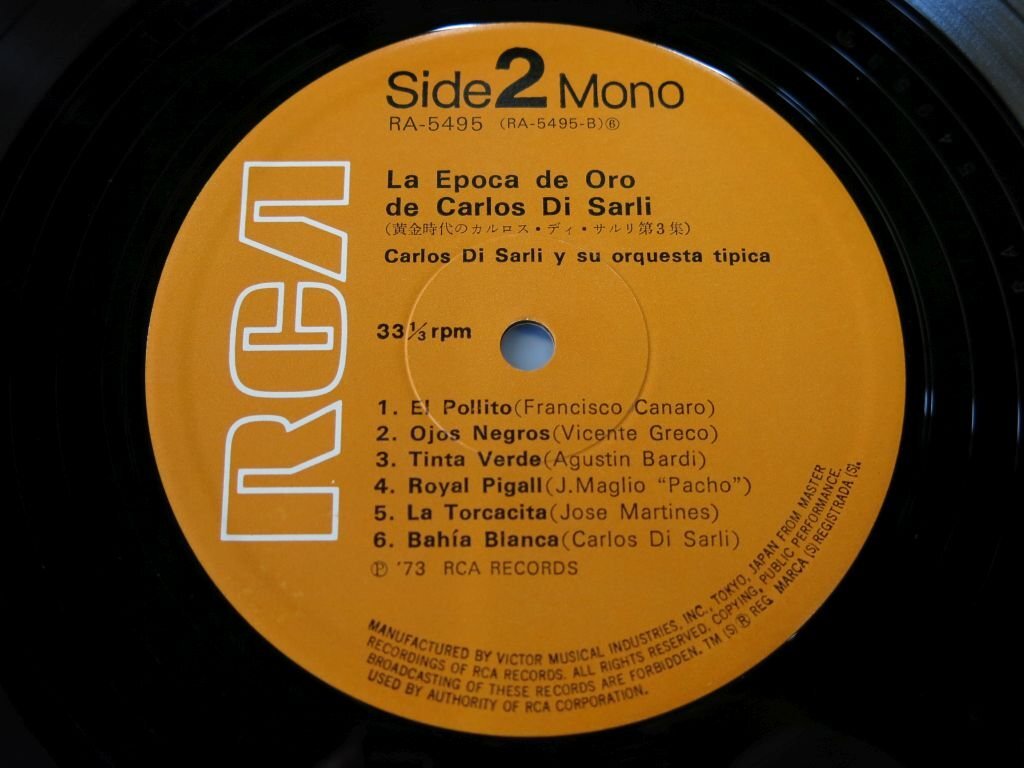 Side 2 Mono
RA-5495 (RA-5495-B)⑥
La Epoca de Oro
de Carlos Di Sarli
(黄金時代のカルロス・ディ・サルリ第3集)
Carlos Di Sarli y su orquesta tipica
RCA
33⅓ rpm
1. El Pollito(Francisco Canaro)
2. Ojos Negros(Vicente Greco)
3. Tinta Verde(Agustin Bardi)
4. Royal Pigall(J.Maglio "Pacho")
5. La Torcacita(Jose Martines)
6. Bahía Blanca(Carlos Di Sarli)
℗ '73 RCA RECORDS
MANUFACTURED BY VICTOR MUSICAL INDUSTRIES, INC., TOKYO, JAPAN FROM MASTER
RECORDINGS OF RCA RECORDS. ALL RIGHTS RESERVED. COPYING, PUBLIC PERFORMANCE,
BROADCASTING OF THESE RECORDS ARE FORBIDDEN. TM (S) ® REG. MARCA (S) REGISTRADA (S).
USED BY AUTHORITY OF RCA CORPORATION.